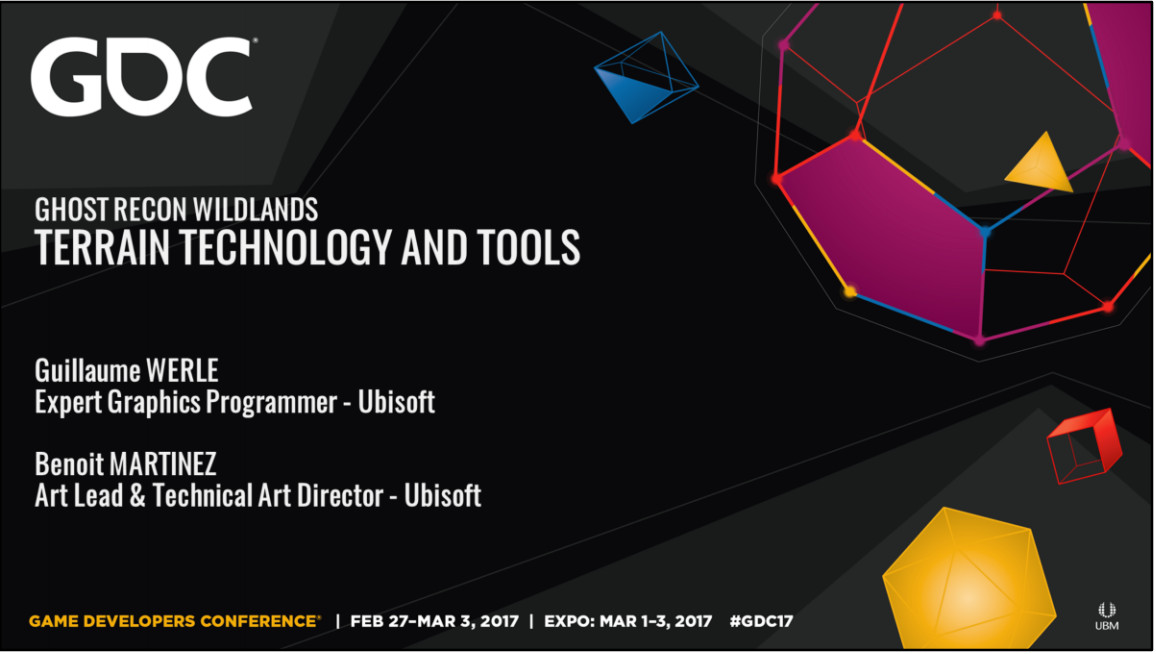 GDC
GHOST RECON WILDLANDS
TERRAIN TECHNOLOGY AND TOOLS
Guillaume WERLE
Expert Graphics Programmer - Ubisoft
Benoit MARTINEZ
Art Lead & Technical Art Director - Ubisoft
GAME DEVELOPERS CONFERENCE® | FEB 27–MAR 3, 2017 | EXPO: MAR 1–3, 2017 #GDC17
UBM